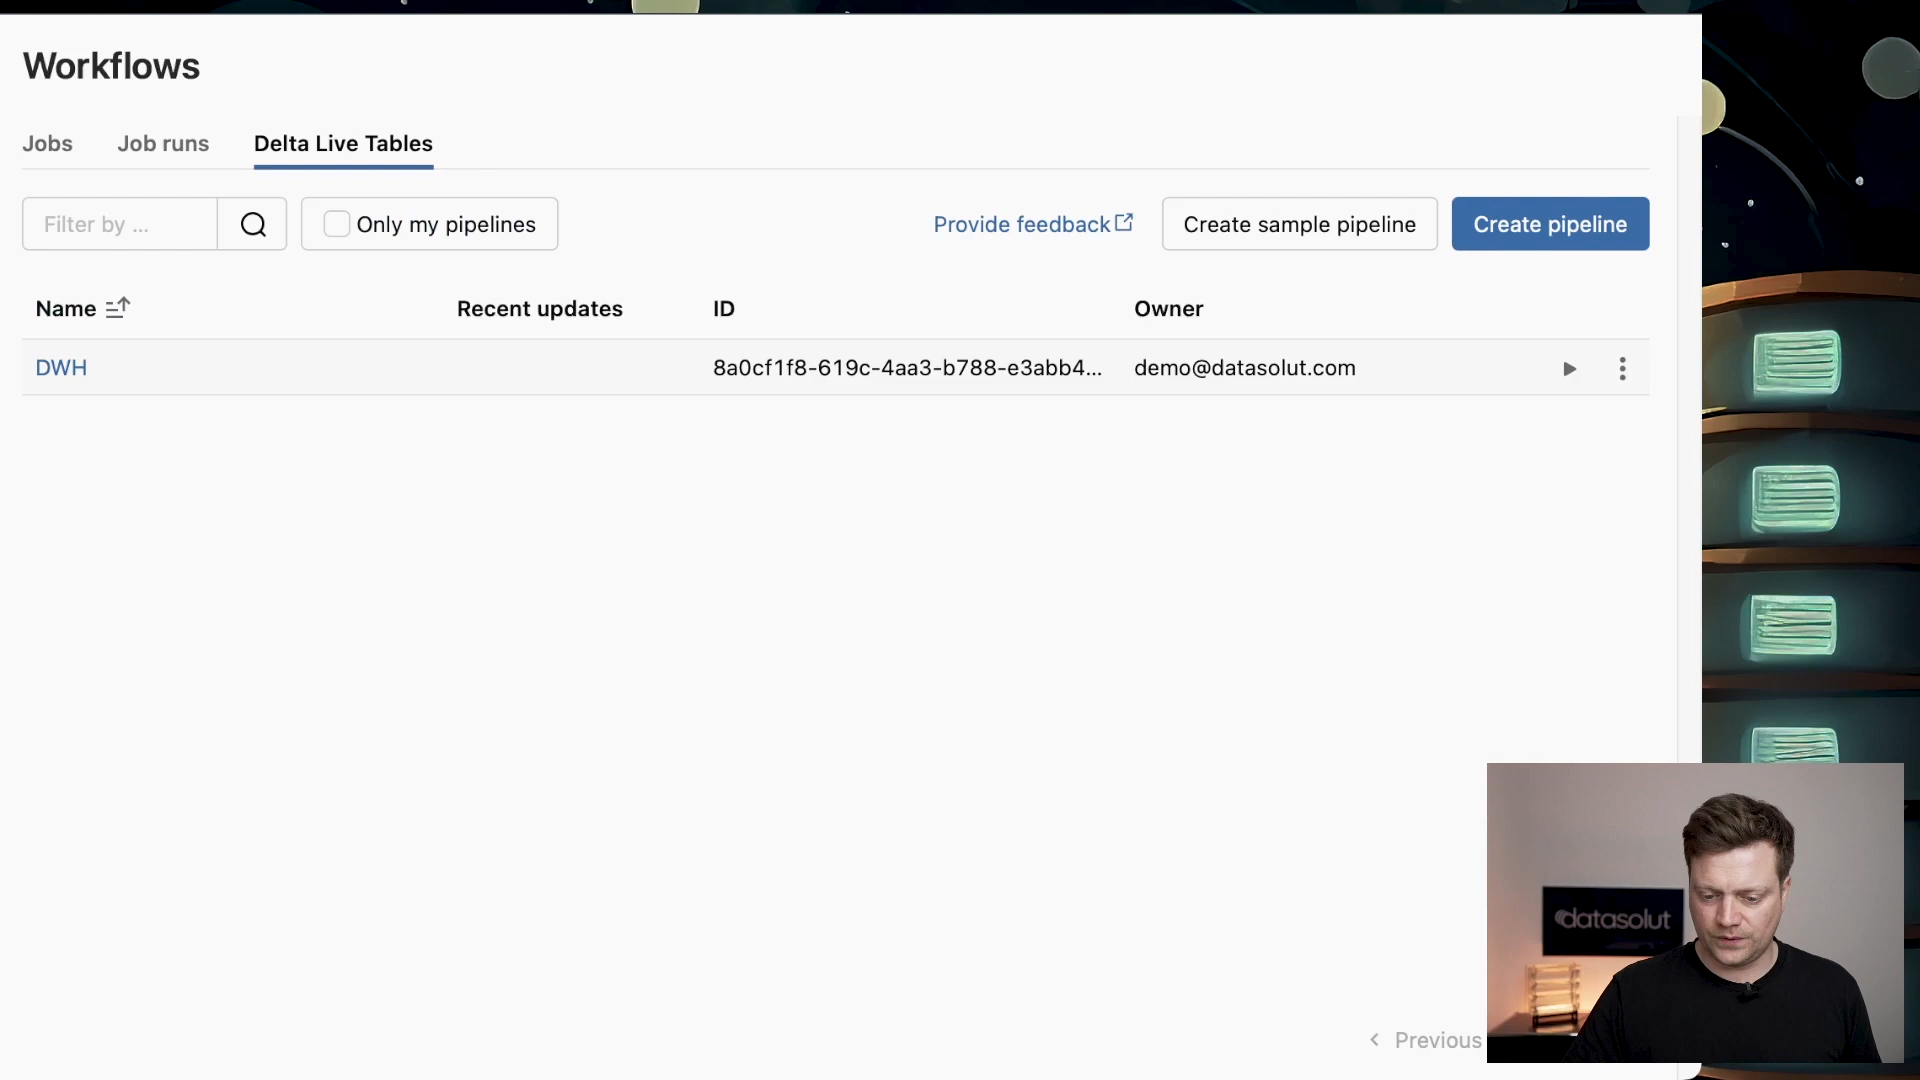 Workflows
Jobs Job runs Delta Live Tables
Filter by ... Only my pipelines Provide feedback Create sample pipeline Create pipeline
Name Recent updates ID Owner
DWH 8a0cf1f8-619c-4aa3-b788-e3abb4... demo@datasolut.com
datasolut
Previous